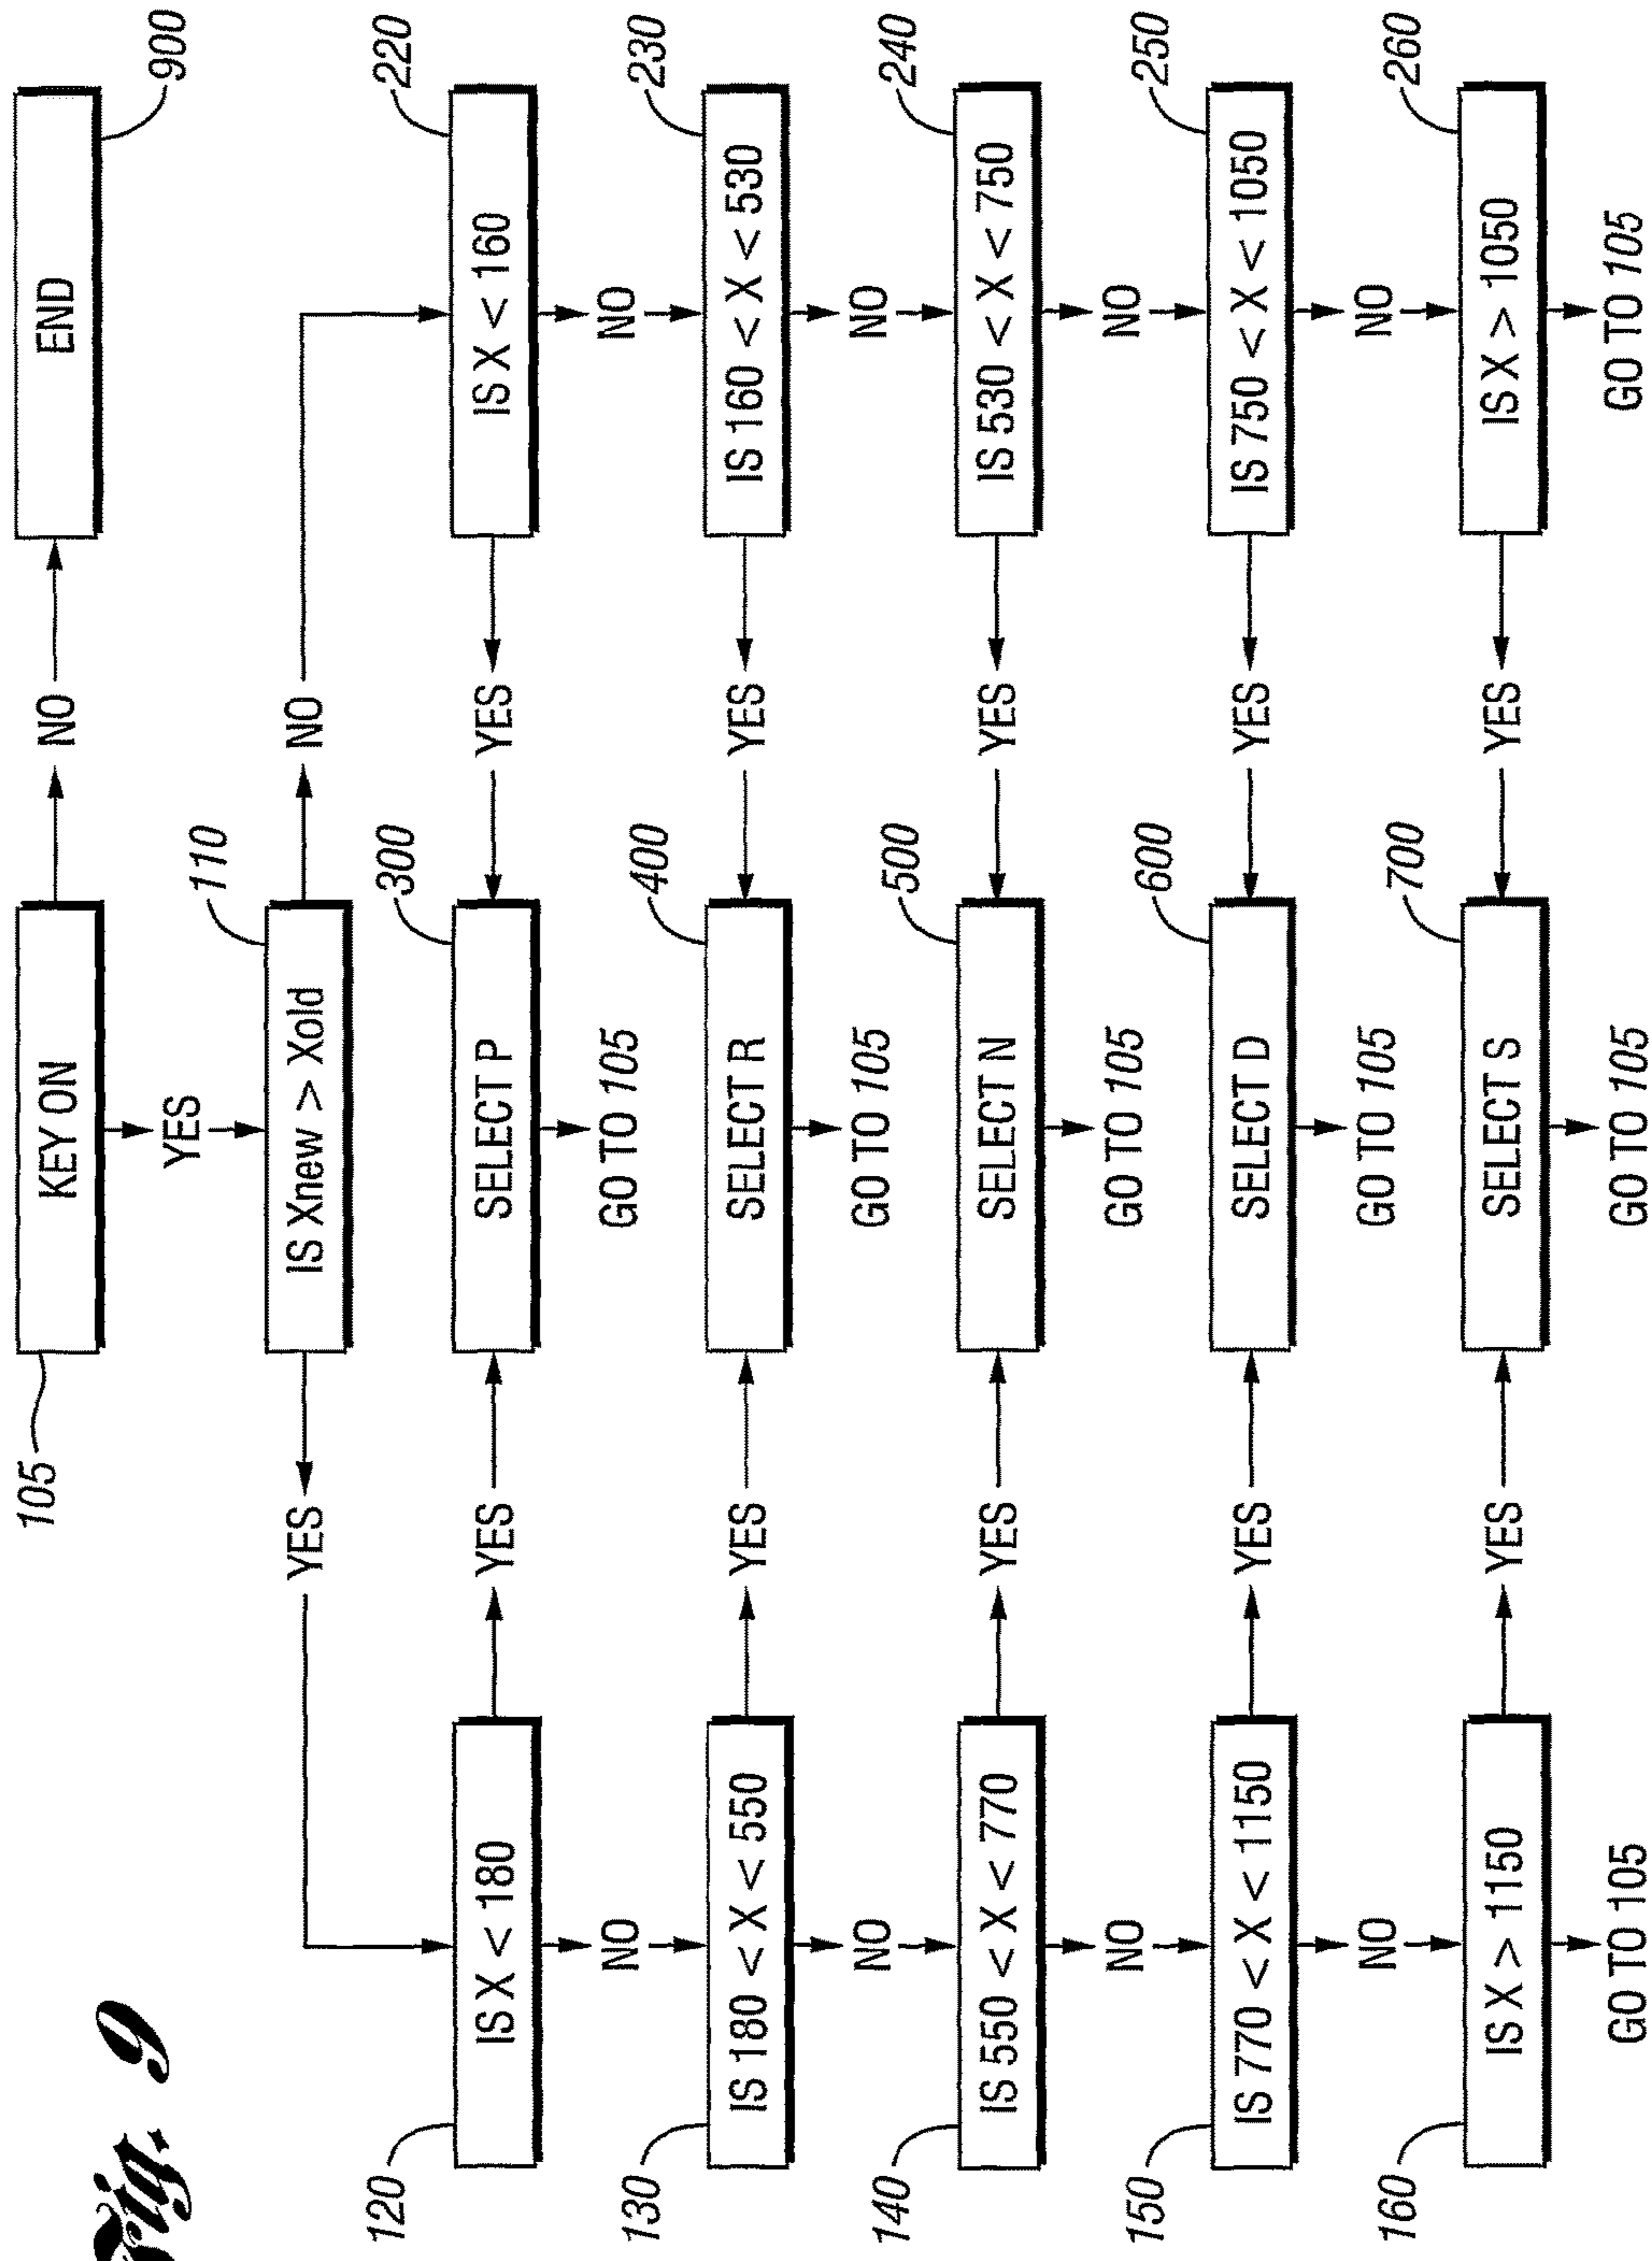 Fig. 9
105
KEY ON
NO
END
900
YES
110
IS Xnew > Xold
YES
NO
120
IS X < 180
YES
300
SELECT P
YES
220
IS X < 160
NO
GO TO 105
NO
130
IS 180 < X < 550
YES
400
SELECT R
YES
230
IS 160 < X < 530
NO
GO TO 105
NO
140
IS 550 < X < 770
YES
500
SELECT N
YES
240
IS 530 < X < 750
NO
GO TO 105
NO
150
IS 770 < X < 1150
YES
600
SELECT D
YES
250
IS 750 < X < 1050
NO
GO TO 105
NO
160
IS X > 1150
YES
700
SELECT S
YES
260
IS X > 1050
GO TO 105
GO TO 105
GO TO 105